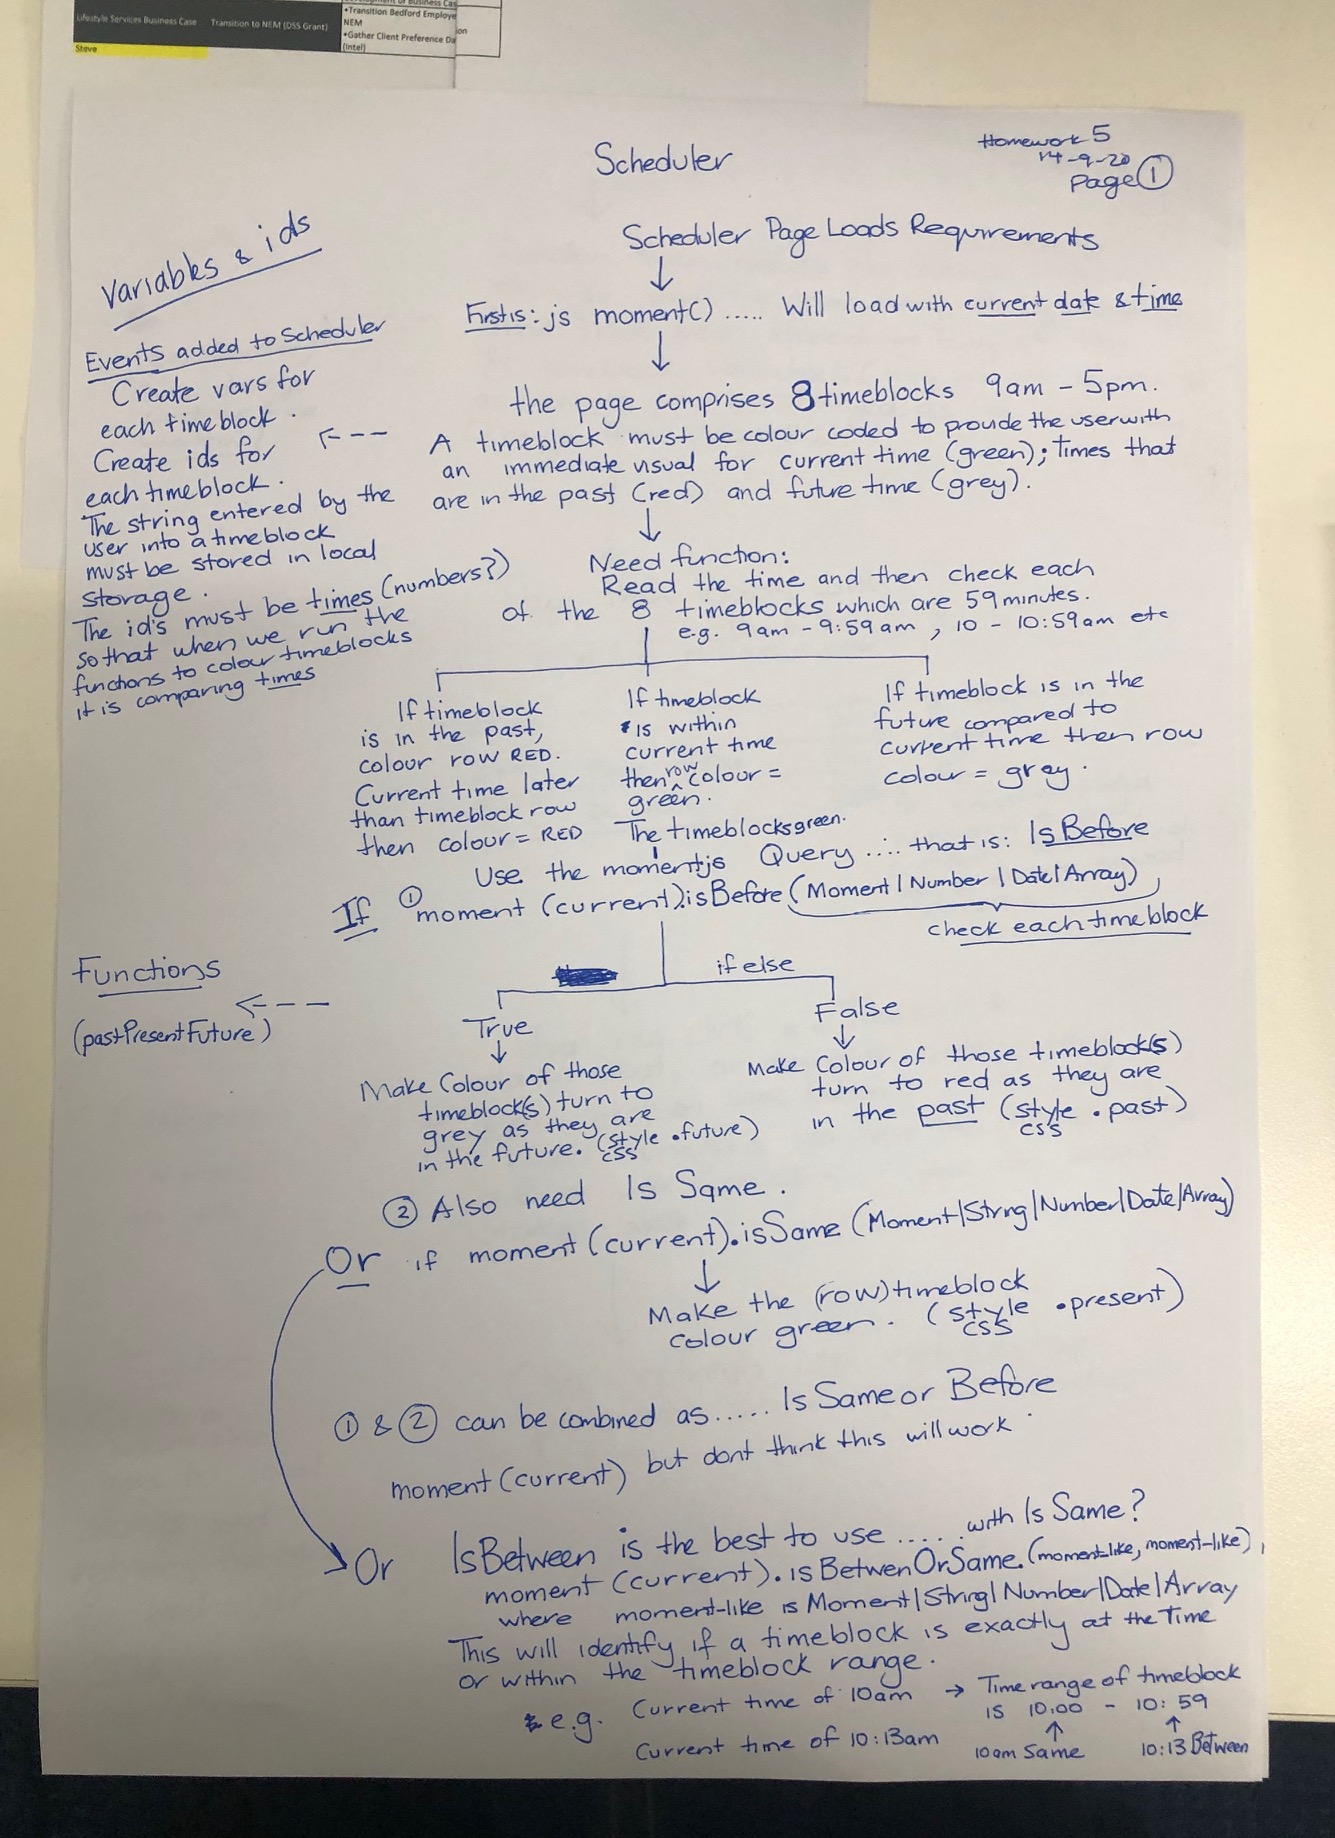 Lifestyle Services Business Case
Transition to NEM (DSS Grant)
•Transition Bedford Employe
NEM
•Gather Client Preference Da
(Intel)
on
Steve
Scheduler
Homework 5
14-9-20
Page 1
Scheduler Page Loads Requirements
First is: js moment() ..... Will load with current date & time
the page comprises 8 timeblocks 9am - 5pm.
A timeblock must be colour coded to provide the user with
an immediate visual for current time (green); times that
are in the past (red) and future time (grey).
Variables & ids
Events added to Scheduler
Create vars for
each timeblock.
Create ids for
each timeblock.
The string entered by the
user into a timeblock
must be stored in local
storage.
The id's must be times (numbers?)
so that when we run the
functions to colour timeblocks
it is comparing times
Need function:
Read the time and then check each
of the 8 timeblocks which are 59 minutes.
e.g. 9am - 9:59am, 10 - 10:59am etc
If timeblock
is in the past,
colour row RED.
Current time later
than timeblock row
then colour = RED
If timeblock
is within
current time
then row colour =
green.
The timeblocks green.
If timeblock is in the
future compared to
current time then row
colour = grey.
Use the momentjs Query .... that is: IsBefore
If ① moment (current).isBefore (Moment | Number | Date | Array)
check each timeblock
Functions
(pastPresentFuture)
if else
True
False
Make Colour of those
timeblock(s) turn to
grey as they are
in the future. (style .future)
css
Make Colour of those timeblock(s)
turn to red as they are
in the past (style .past)
css
② Also need Is Same.
Or if moment (current).isSame (Moment|String|Number|Date|Array)
Make the (row) timeblock
colour green. (style .present)
css
① & ② can be combined as ..... Is Same or Before
moment (current) but dont think this will work.
Or IsBetween is the best to use .... with Is Same?
moment (current).isBetwenOrSame.(moment-like, moment-like),
where moment-like is Moment|String|Number|Date|Array
This will identify if a timeblock is exactly at the Time
or within the timeblock range.
e.g. Current time of 10am → Time range of timeblock
is 10.00 - 10:59
Current time of 10:13am
10am Same
10:13 Between